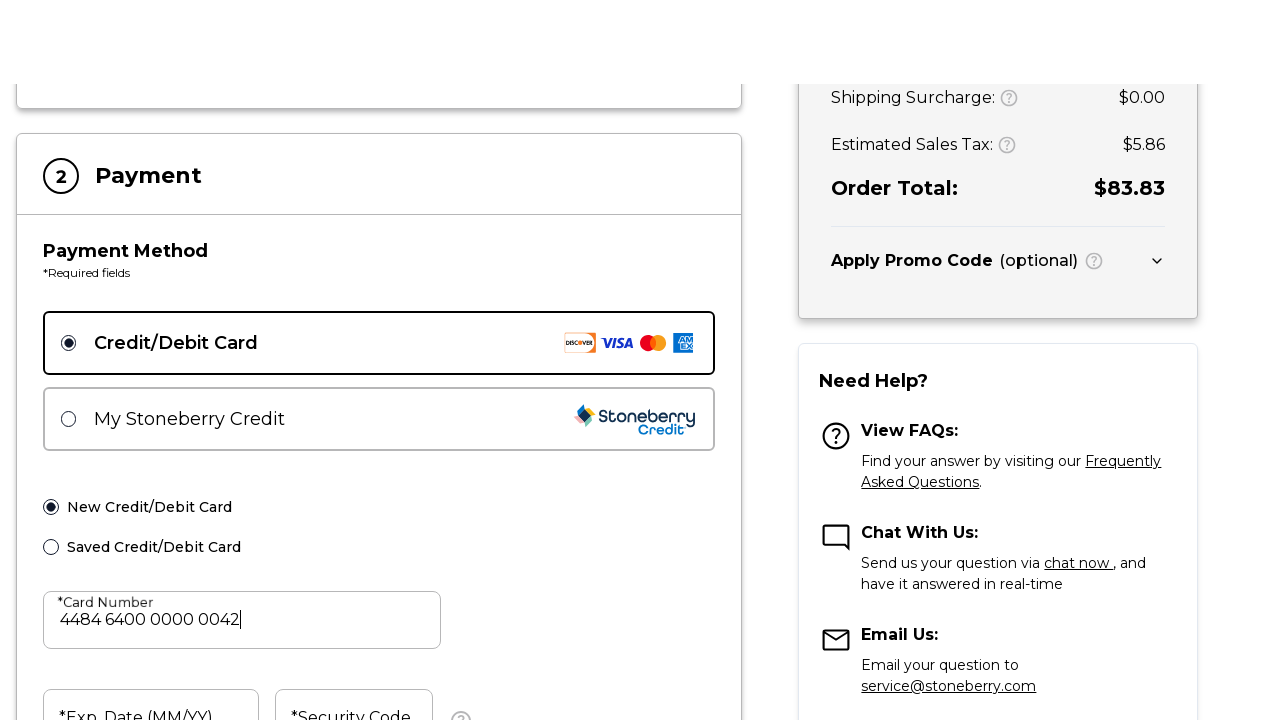 Shipping Surcharge: $0.00
Estimated Sales Tax: $5.86
Order Total: $83.83
Apply Promo Code (optional)
2 Payment
Payment Method
*Required fields
Credit/Debit Card DISCOVER VISA AMEX
My Stoneberry Credit Stoneberry Credit
New Credit/Debit Card
Saved Credit/Debit Card
*Card Number
4484 6400 0000 0042
*Exp. Date (MM/YY) *Security Code
Need Help?
View FAQs:
Find your answer by visiting our Frequently
Asked Questions.
Chat With Us:
Send us your question via chat now , and
have it answered in real-time
Email Us:
Email your question to
service@stoneberry.com